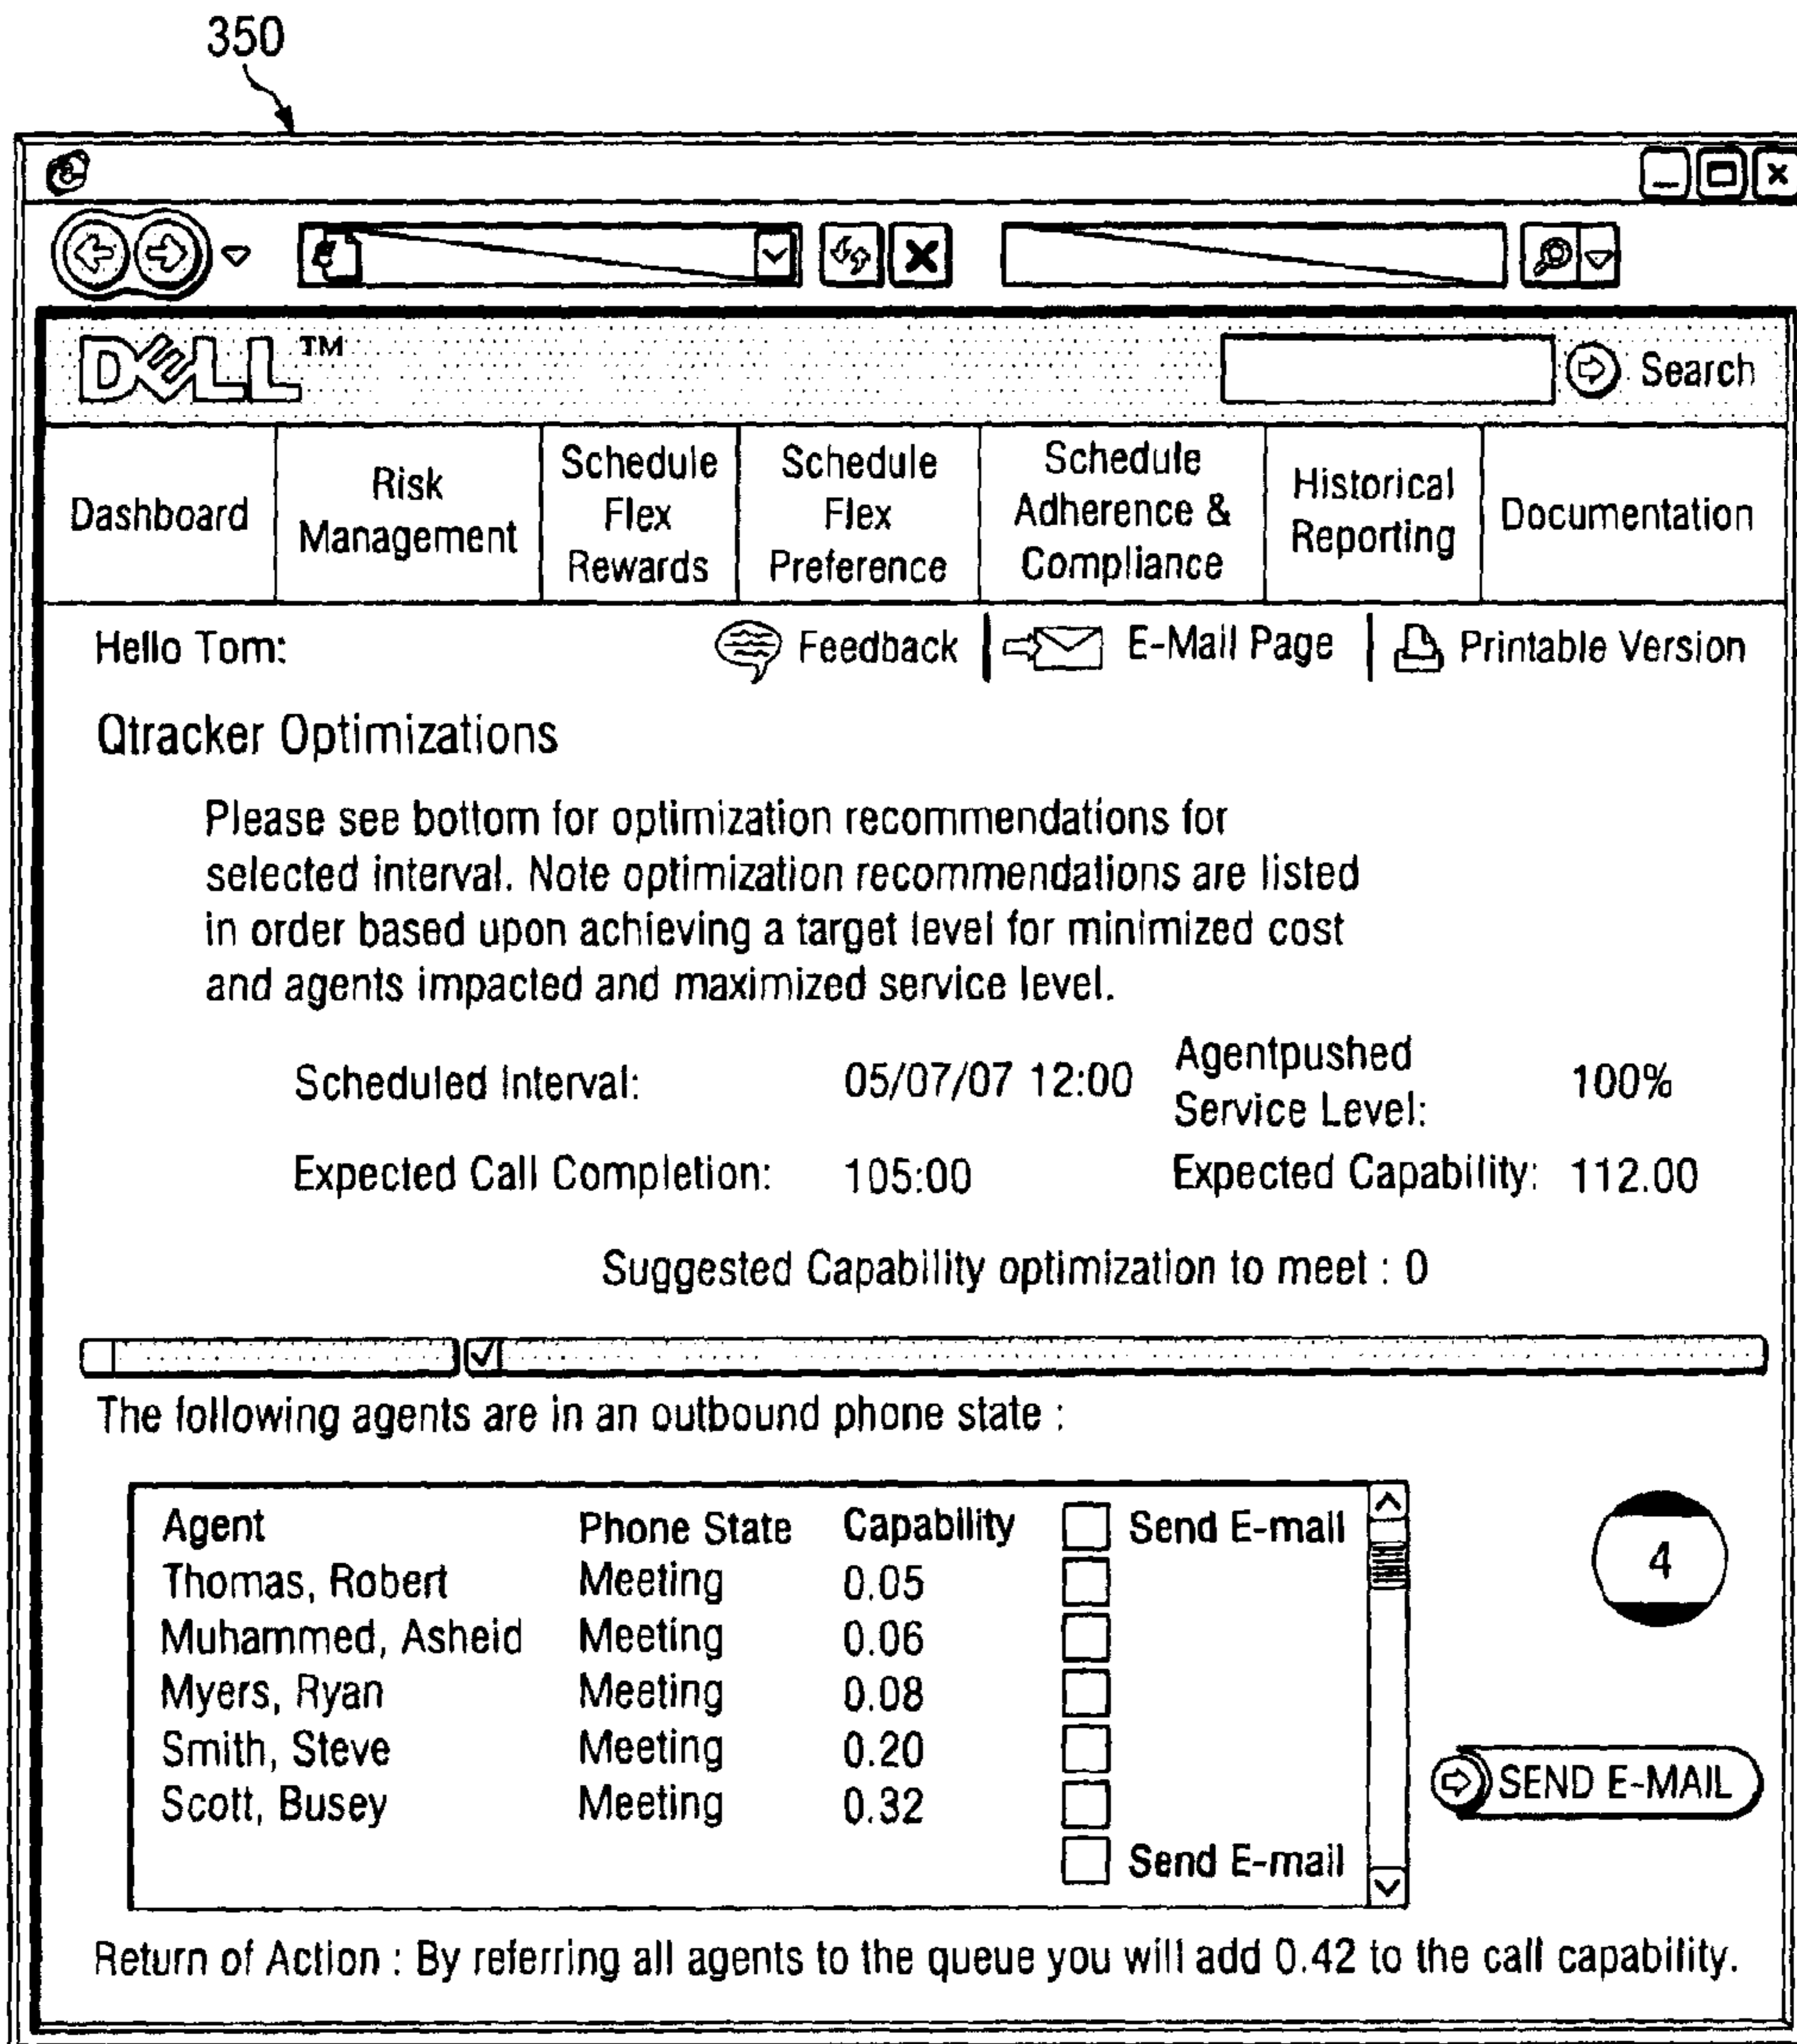 350
DELL™
Search
Dashboard
Risk
Management
Schedule
Flex
Rewards
Schedule
Flex
Preference
Schedule
Adherence &
Compliance
Historical
Reporting
Documentation
Hello Tom:
Feedback
E-Mail Page
Printable Version
Qtracker Optimizations
Please see bottom for optimization recommendations for
selected interval. Note optimization recommendations are listed
in order based upon achieving a target level for minimized cost
and agents impacted and maximized service level.
Scheduled Interval: 05/07/07 12:00
Agentpushed
Service Level: 100%
Expected Call Completion: 105:00 Expected Capability: 112.00
Suggested Capability optimization to meet : 0
The following agents are in an outbound phone state :
Agent Phone State Capability Send E-mail
Thomas, Robert Meeting 0.05
Muhammed, Asheid Meeting 0.06
Myers, Ryan Meeting 0.08
Smith, Steve Meeting 0.20
Scott, Busey Meeting 0.32
Send E-mail
4
SEND E-MAIL
Return of Action : By referring all agents to the queue you will add 0.42 to the call capability.